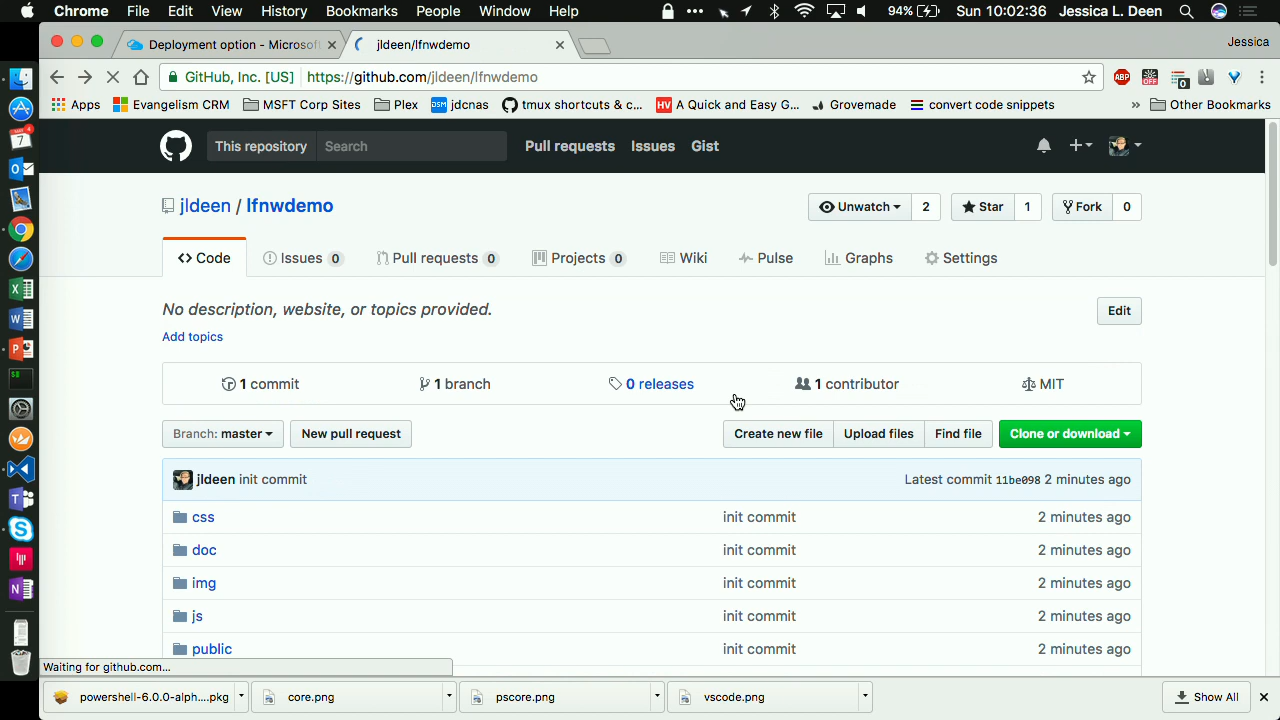 Chrome File Edit View History Bookmarks People Window Help 94% Sun 10:02:36 Jessica L. Deen
Deployment option - Microsof jldeen/lfnwdemo Jessica
GitHub, Inc. [US] https://github.com/jldeen/lfnwdemo ABP OFF 0
Apps Evangelism CRM MSFT Corp Sites Plex DSM jdcnas tmux shortcuts & c... HV A Quick and Easy G... Grovemade convert code snippets » Other Bookmarks
This repository Search Pull requests Issues Gist
jldeen / lfnwdemo Unwatch 2 Star 1 Fork 0
Code Issues 0 Pull requests 0 Projects 0 Wiki Pulse Graphs Settings
No description, website, or topics provided. Edit
Add topics
1 commit 1 branch 0 releases 1 contributor MIT
Branch: master New pull request Create new file Upload files Find file Clone or download
jldeen init commit Latest commit 11be098 2 minutes ago
css init commit 2 minutes ago
doc init commit 2 minutes ago
img init commit 2 minutes ago
js init commit 2 minutes ago
public init commit 2 minutes ago
Waiting for github.com...
powershell-6.0.0-alph....pkg core.png pscore.png vscode.png Show All